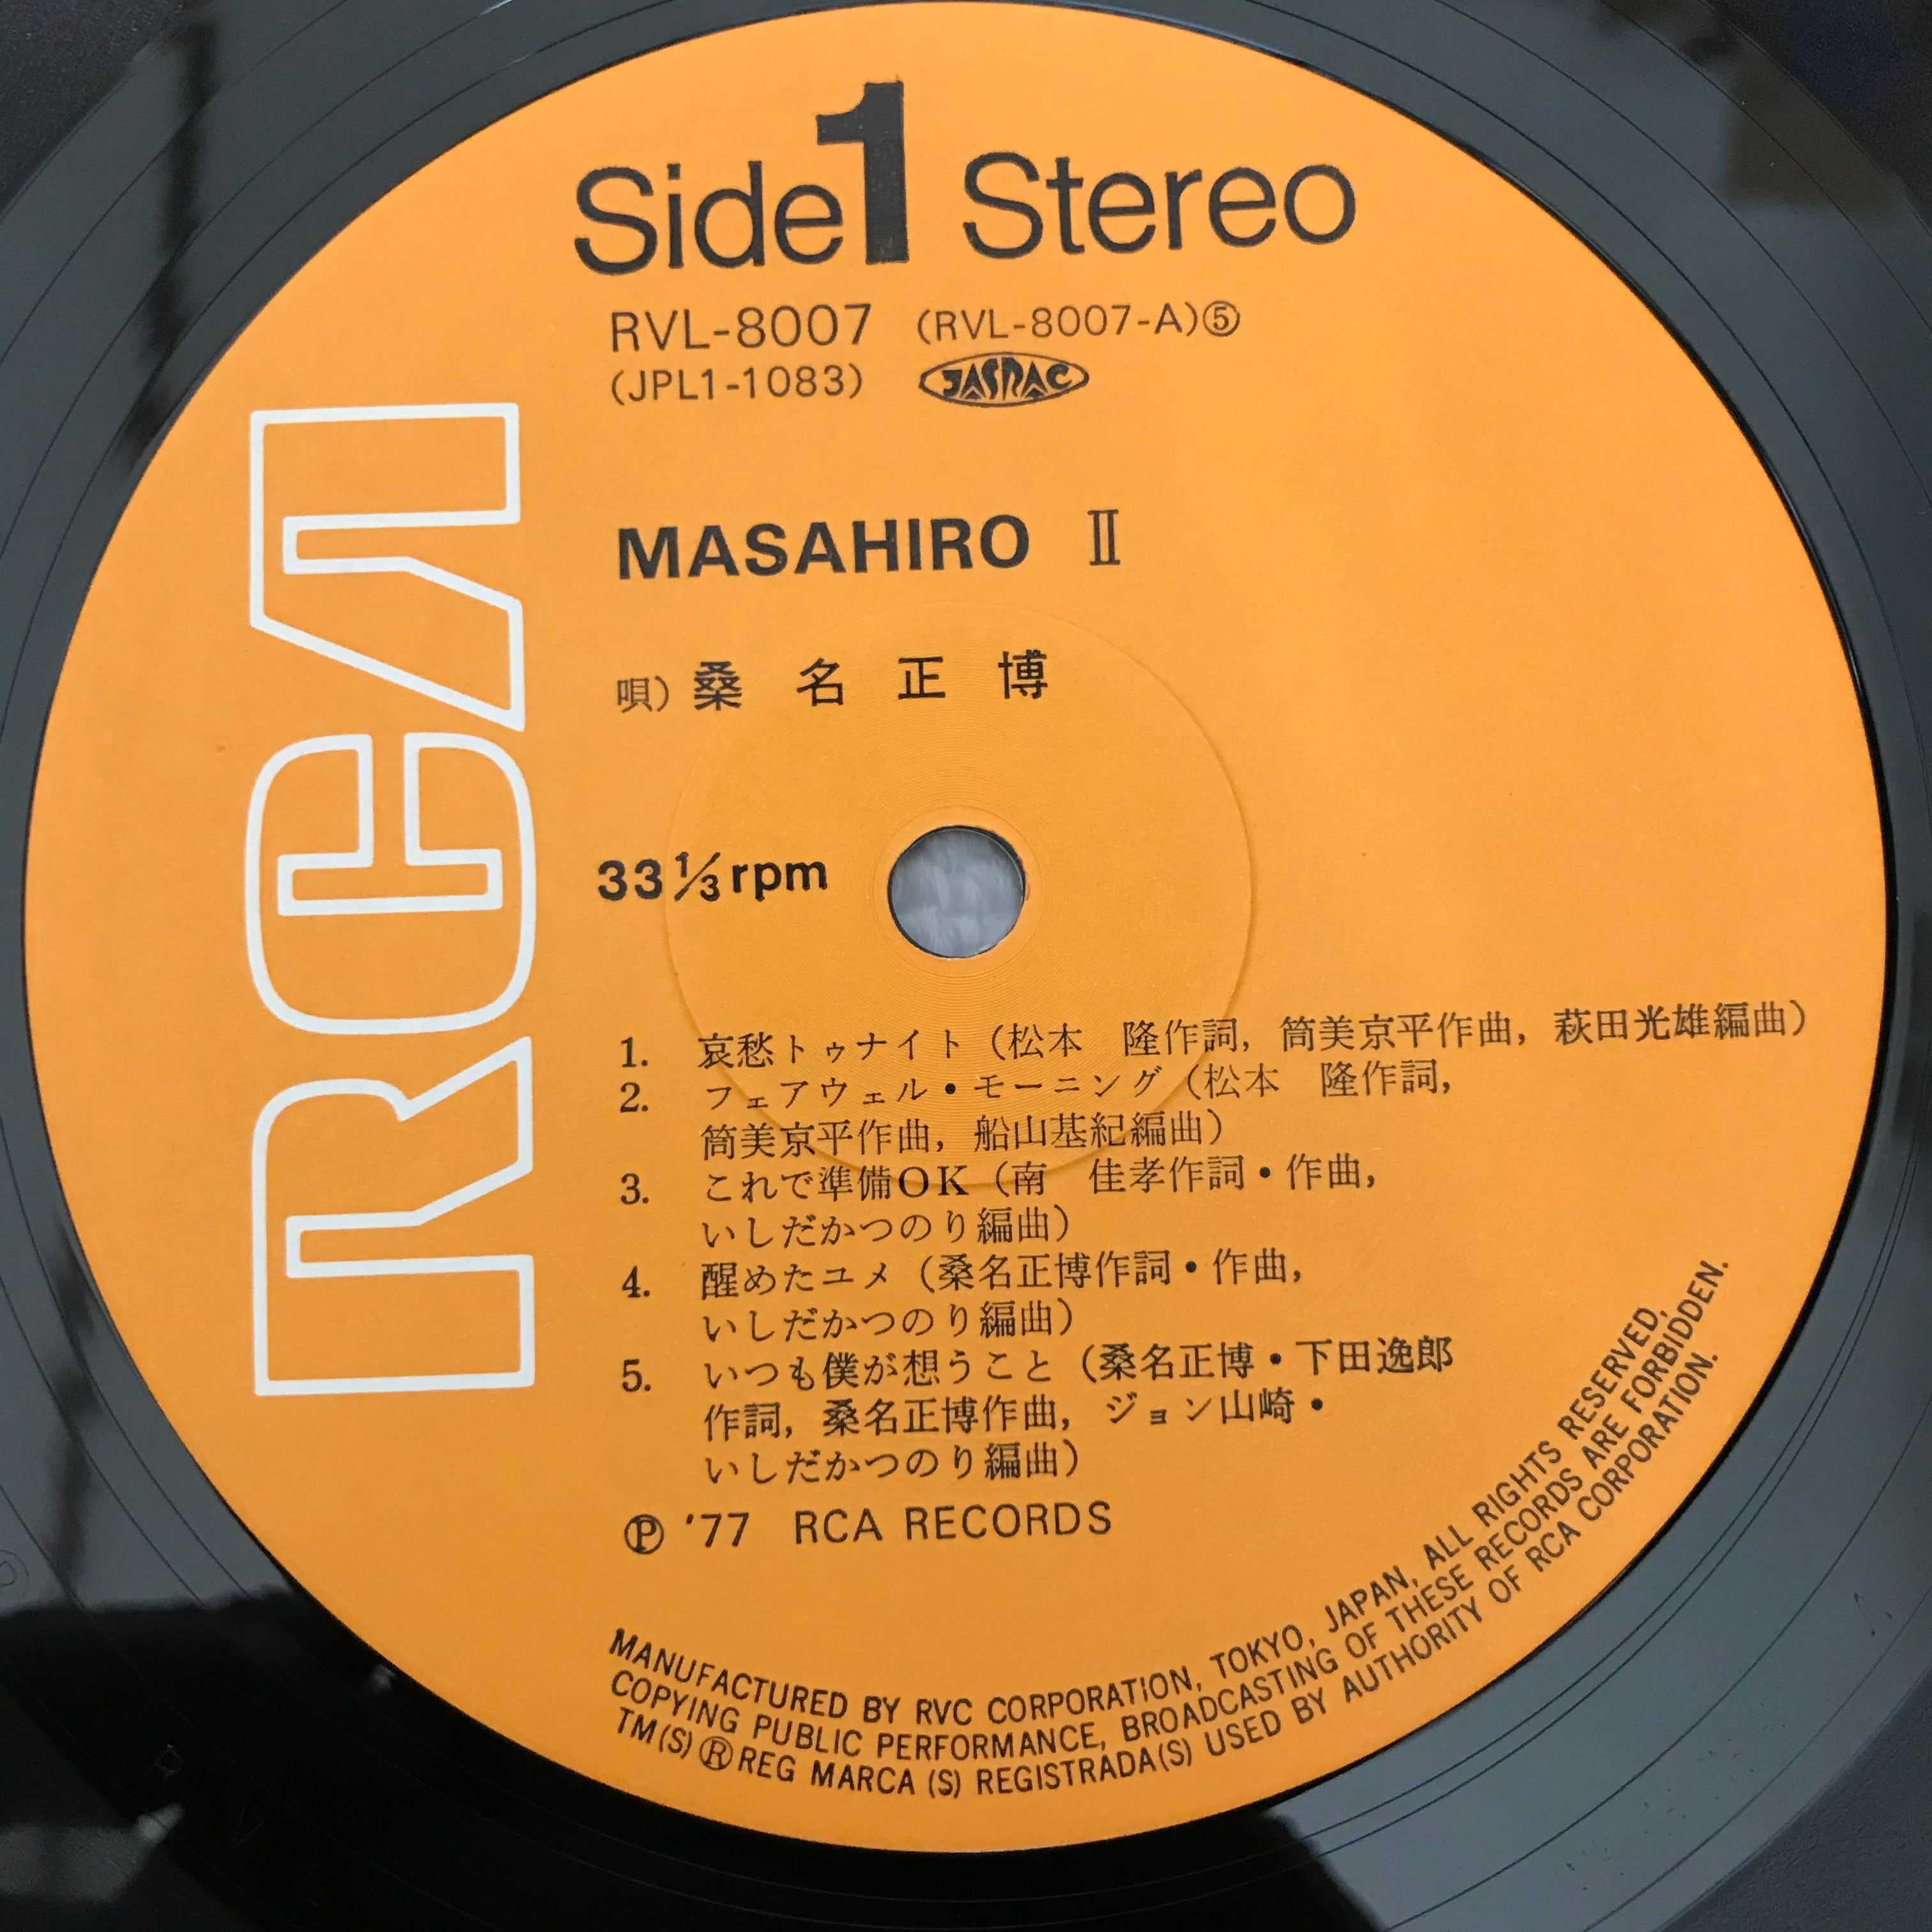 Side 1 Stereo
RVL-8007 (RVL-8007-A)⑤
(JPL1-1083) JASRAC
MASAHIRO Ⅱ
唄) 桑名正博
33 1/3 rpm
RCA
1. 哀愁トゥナイト（松本　隆作詞, 筒美京平作曲, 萩田光雄編曲）
2. フェアウェル・モーニング（松本　隆作詞,
筒美京平作曲, 船山基紀編曲）
3. これで準備OK（南　佳孝作詞・作曲,
いしだかつのり編曲）
4. 醒めたユメ（桑名正博作詞・作曲,
いしだかつのり編曲）
5. いつも僕が想うこと（桑名正博・下田逸郎
作詞, 桑名正博作曲, ジョン山崎・
いしだかつのり編曲）
Ⓟ '77 RCA RECORDS
MANUFACTURED BY RVC CORPORATION, TOKYO, JAPAN, ALL RIGHTS RESERVED,
COPYING PUBLIC PERFORMANCE, BROADCASTING OF THESE RECORDS ARE FORBIDDEN.
TM(S) ® REG MARCA (S) REGISTRADA(S) USED BY AUTHORITY OF RCA CORPORATION.